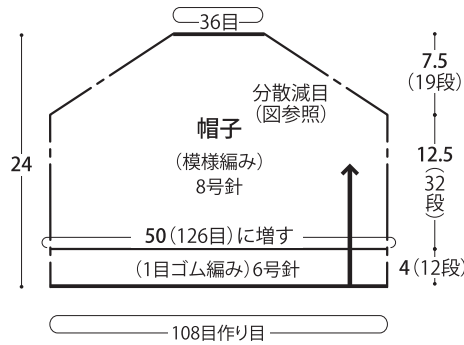 36目
7.5
(19段)
分散減目
(図参照)
帽子
(模様編み)
8号針
24
12.5
(32段)
50(126目)に増す
(1目ゴム編み)6号針
4(12段)
108目作り目